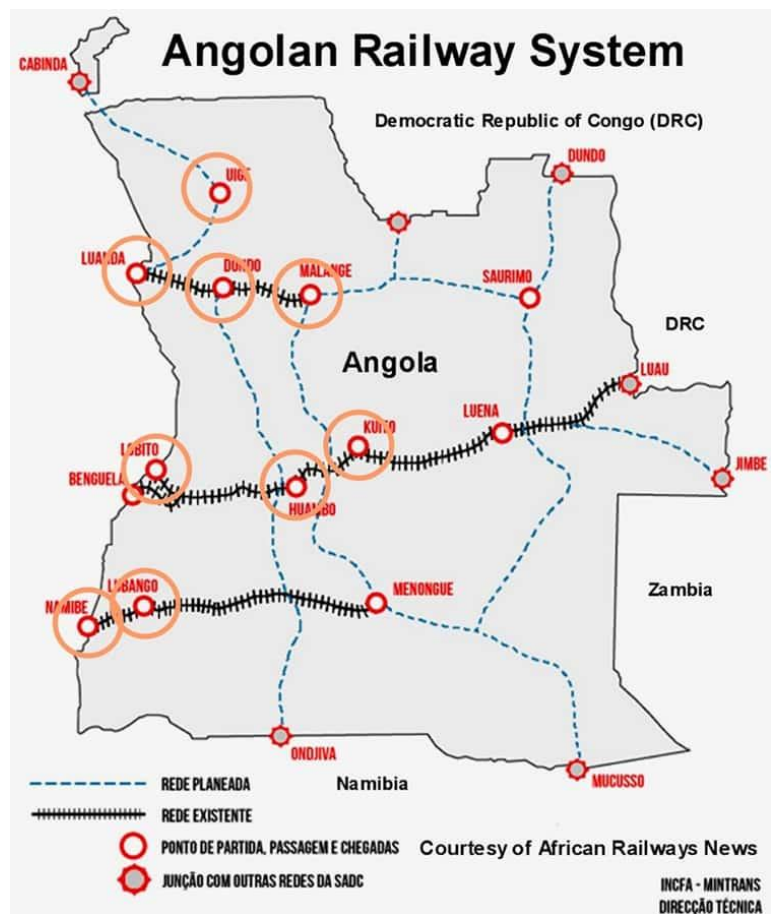 Angolan Railway System
CABINDA
Democratic Republic of Congo (DRC)
DUNDO
UIGE
LUANDA
DONDO
MALANGE
SAURIMO
DRC
Angola
LUAU
LUENA
KUITO
LOBITO
BENGUELA
HUAMBO
JIMBE
LUBANGO
NAMIBE
MENONGUE
Zambia
ONDJIVA
Namibia
MUCUSSO
REDE PLANEADA
REDE EXISTENTE
PONTO DE PARTIDA, PASSAGEM E CHEGADAS
Courtesy of African Railways News
JUNÇÃO COM OUTRAS REDES DA SADC
INCFA - MINTRANS
DIRECÇÃO TÉCNICA